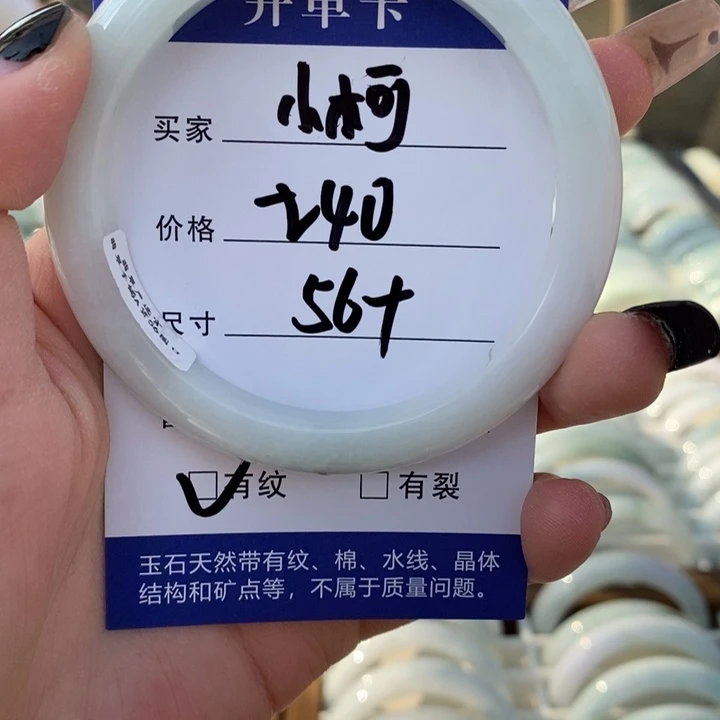 开单卡
买家 小柯
价格 240
尺寸 56+
有纹 有裂
玉石天然带有纹、棉、水线、晶体
结构和矿点等，不属于质量问题。